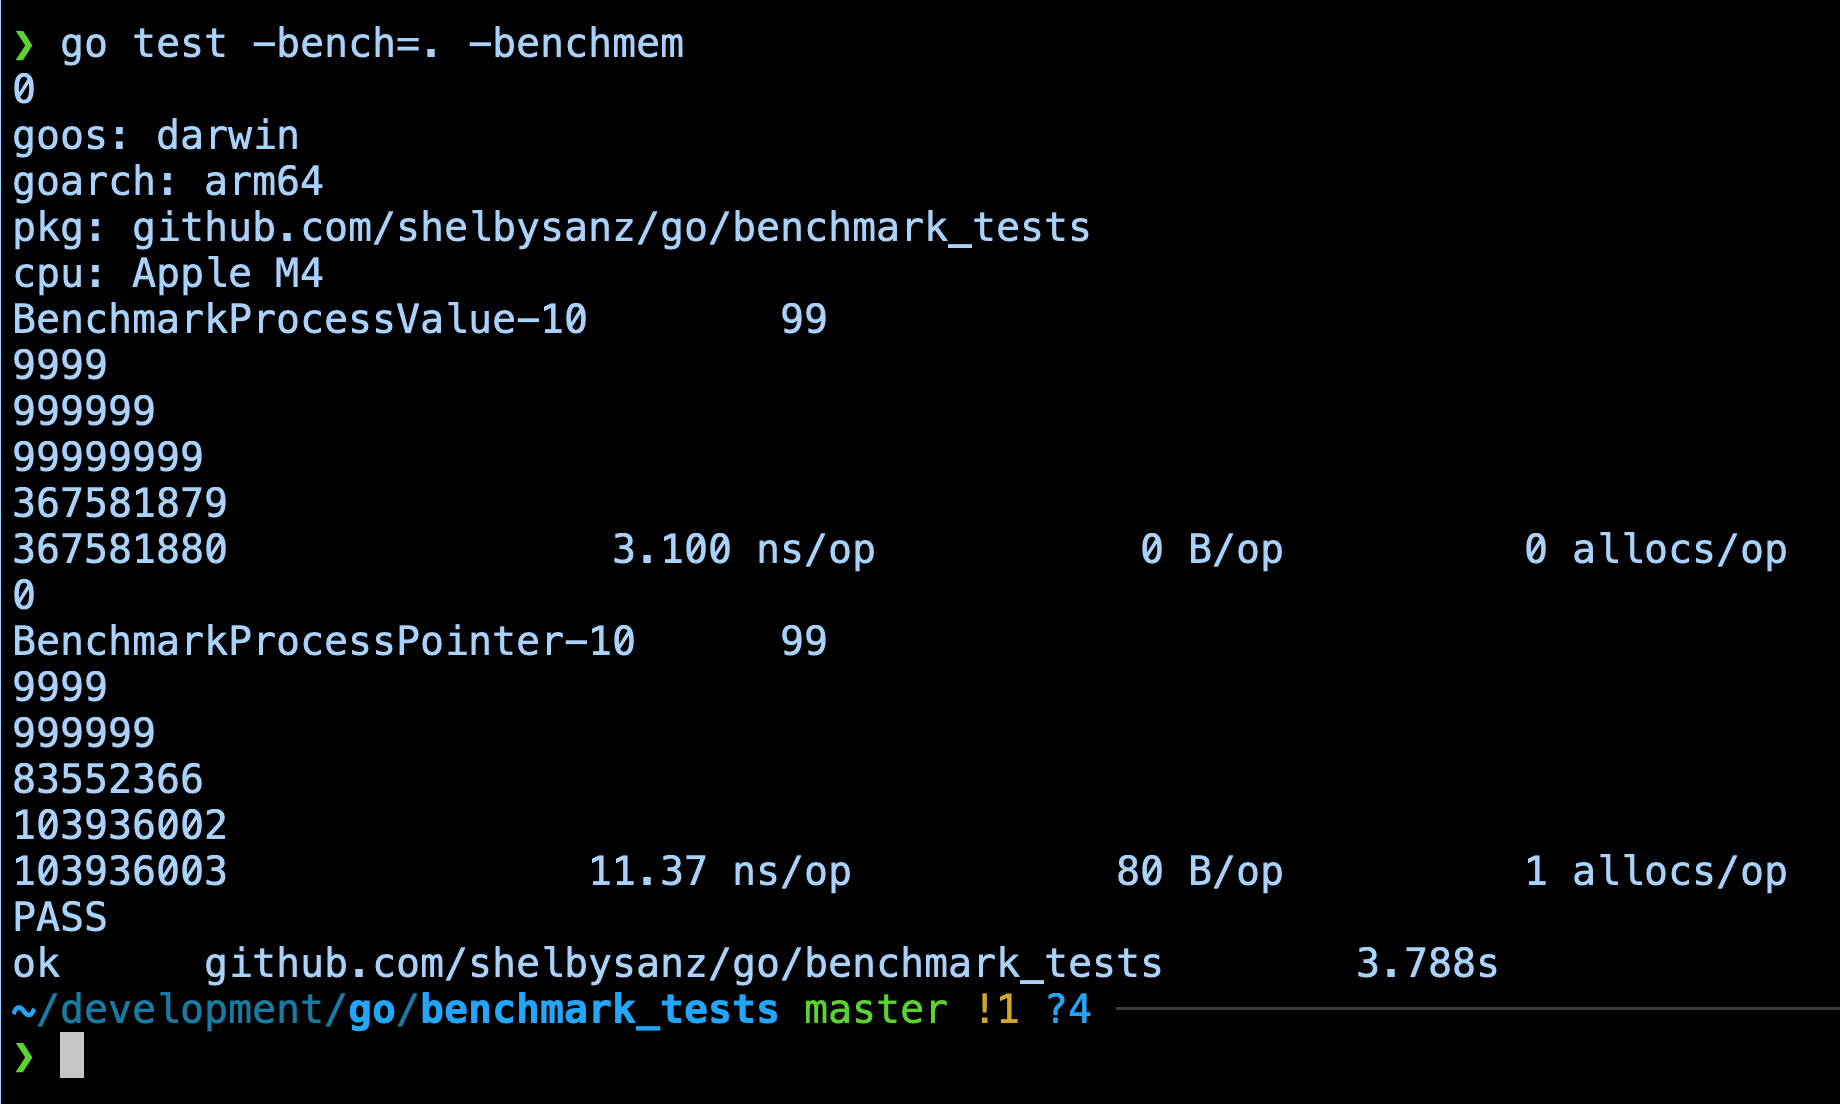 ❯ go test -bench=. -benchmem
0
goos: darwin
goarch: arm64
pkg: github.com/shelbysanz/go/benchmark_tests
cpu: Apple M4
BenchmarkProcessValue-10        99
9999
999999
99999999
367581879
367581880                3.100 ns/op           0 B/op          0 allocs/op
0
BenchmarkProcessPointer-10      99
9999
999999
83552366
103936002
103936003               11.37 ns/op           80 B/op          1 allocs/op
PASS
ok      github.com/shelbysanz/go/benchmark_tests        3.788s
~/development/go/benchmark_tests master !1 ?4
❯